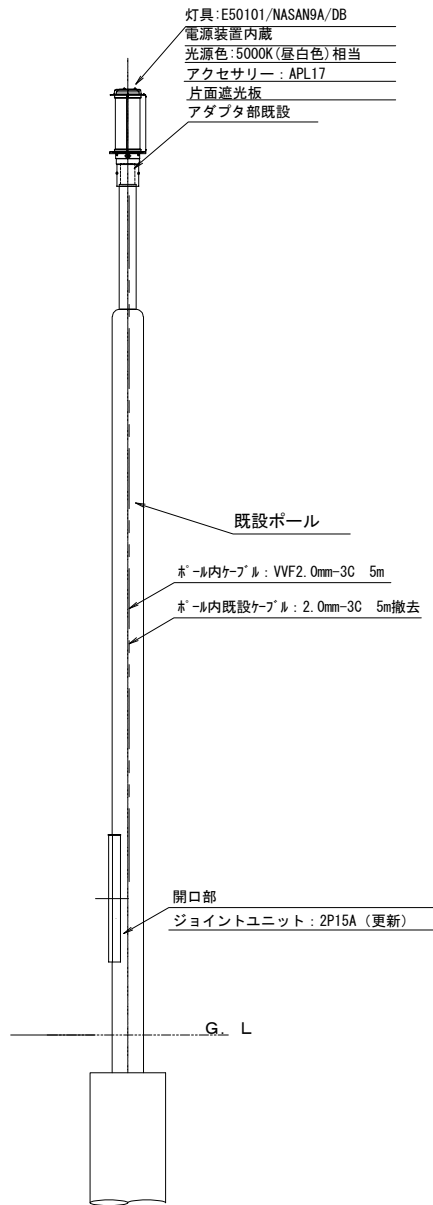 灯具:E50101/NASAN9A/DB
電源装置内蔵
光源色:5000K(昼白色)相当
アクセサリー：APL17
片面遮光板
アダプタ部既設
既設ポール
ﾎﾟｰﾙ内ｹｰﾌﾞﾙ：VVF2.0mm-3C 5m
ﾎﾟｰﾙ内既設ｹｰﾌﾞﾙ：2.0mm-3C 5m撤去
開口部
ジョイントユニット：2P15A（更新）
Ｇ．Ｌ